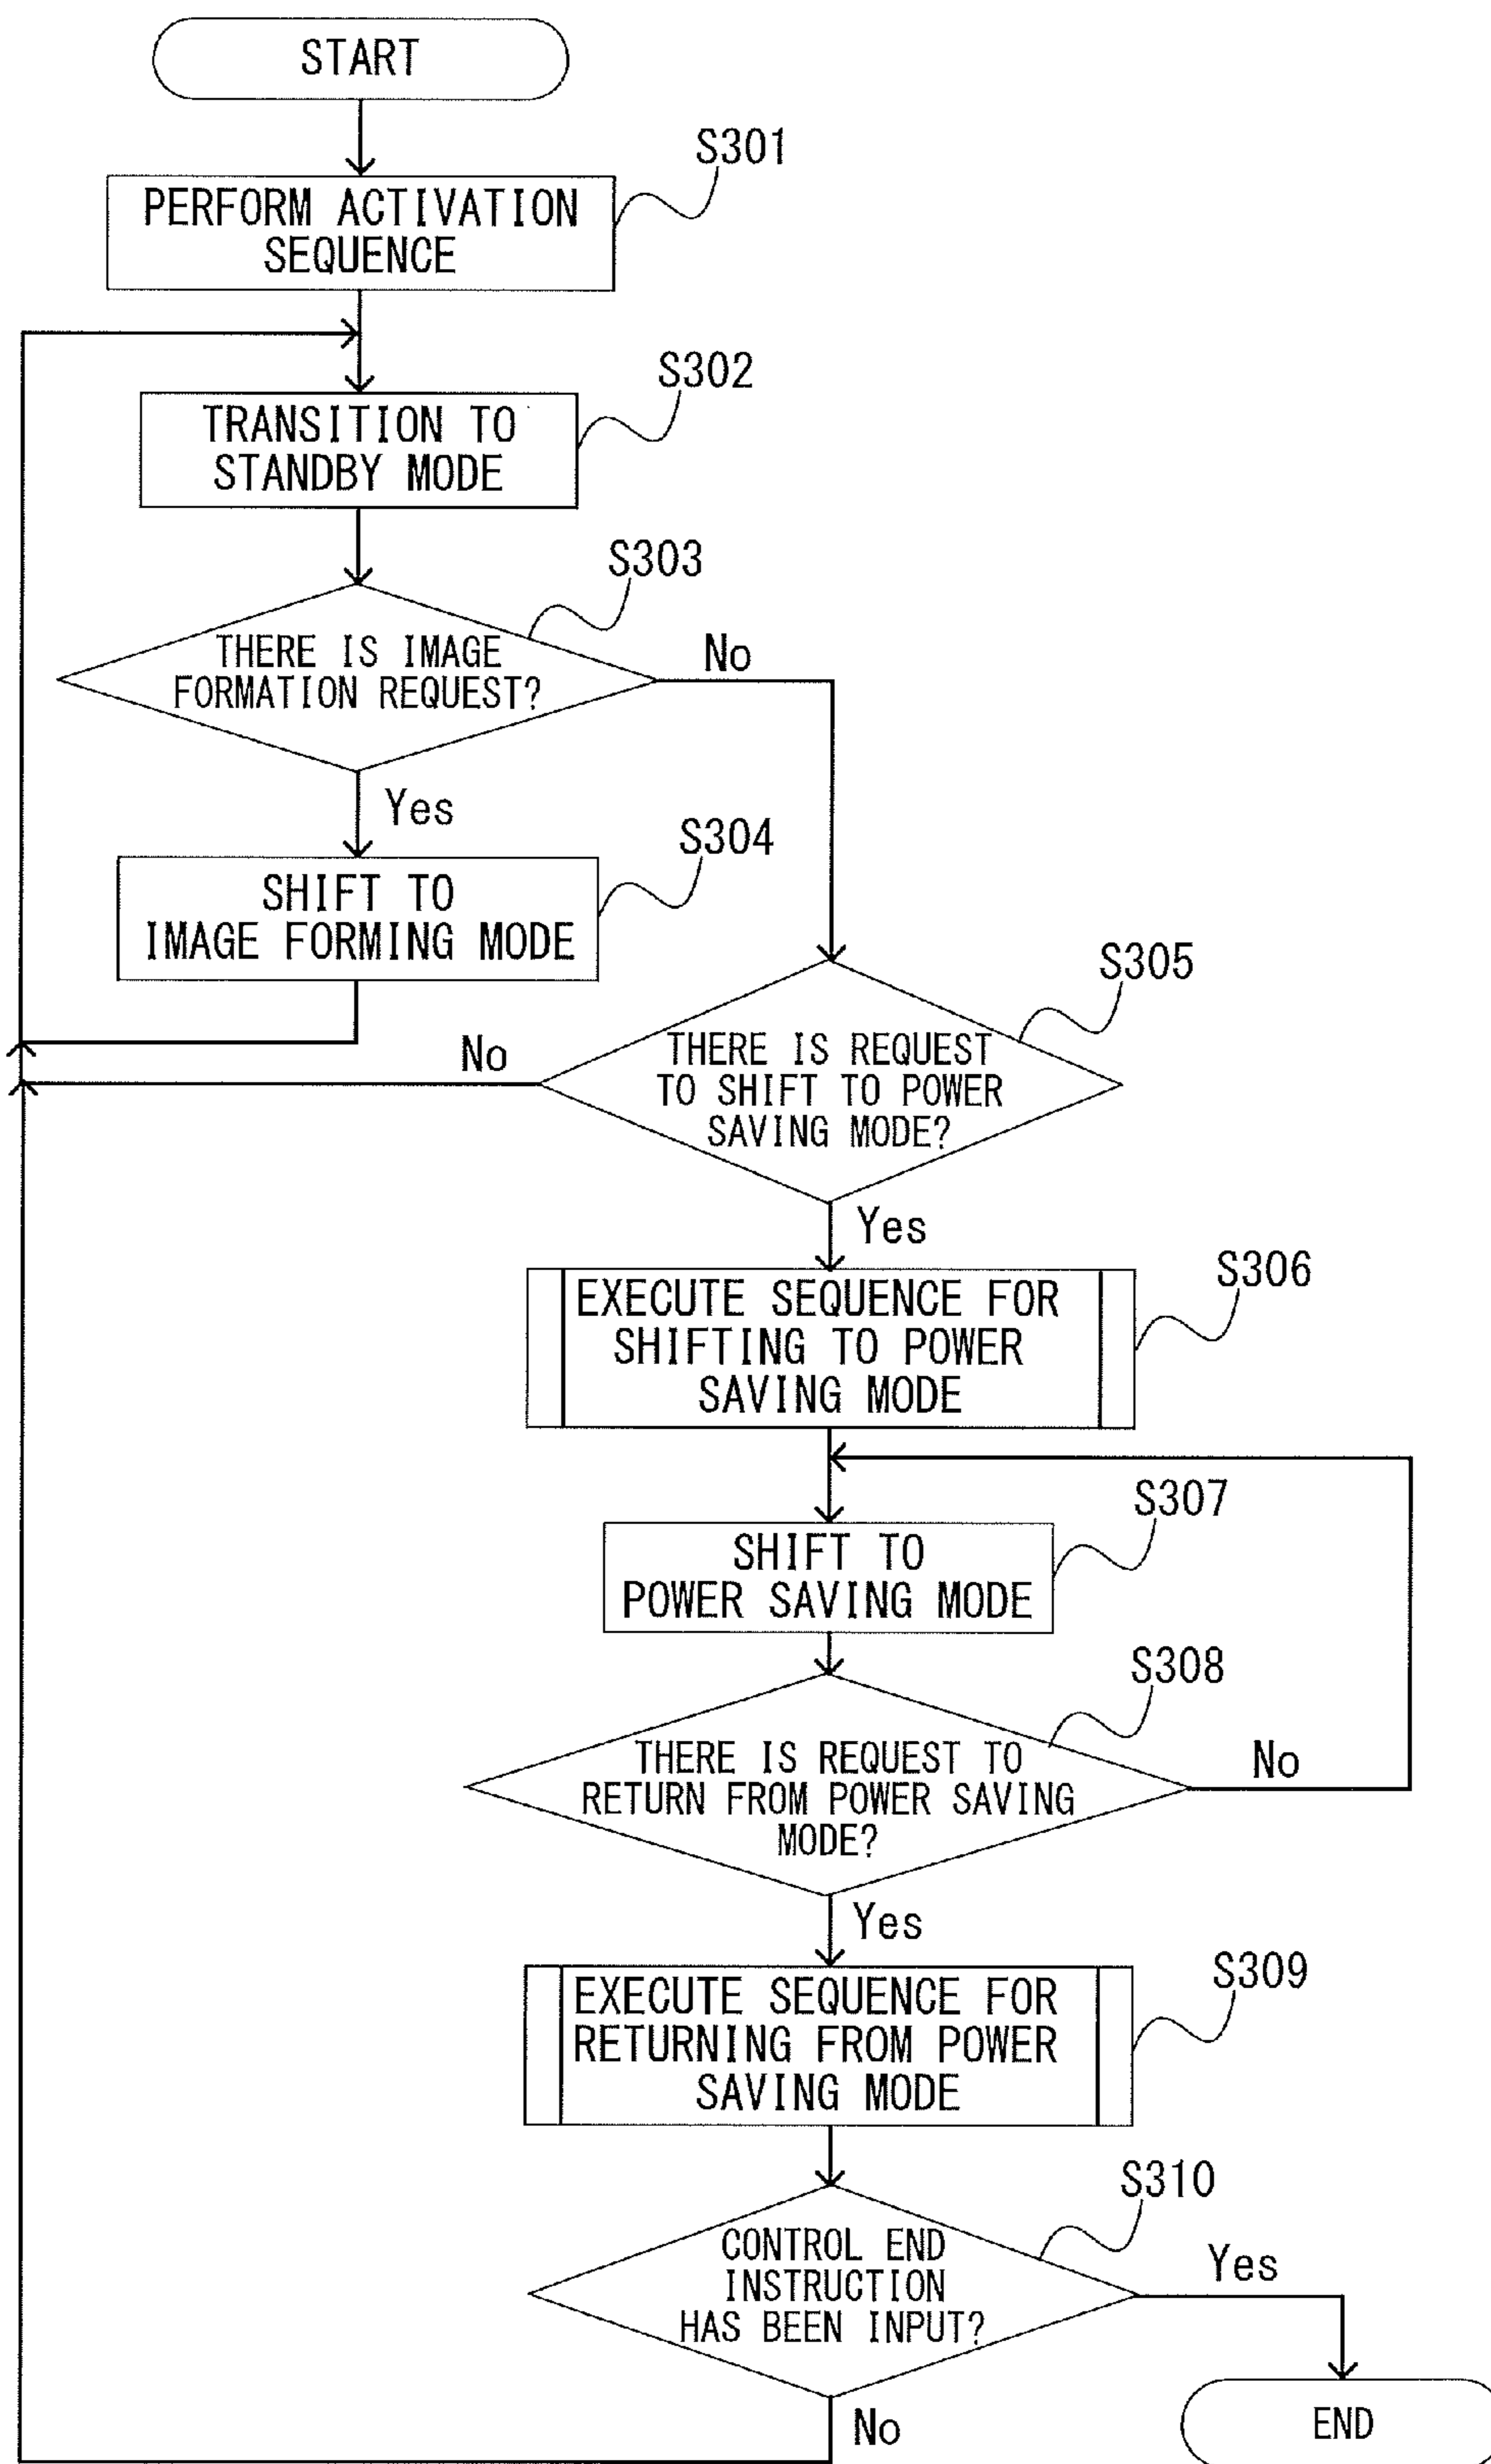 START
S301
PERFORM ACTIVATION
SEQUENCE
S302
TRANSITION TO
STANDBY MODE
S303
THERE IS IMAGE
FORMATION REQUEST?
No
Yes
S304
SHIFT TO
IMAGE FORMING MODE
S305
THERE IS REQUEST
TO SHIFT TO POWER
SAVING MODE?
No
Yes
S306
EXECUTE SEQUENCE FOR
SHIFTING TO POWER
SAVING MODE
S307
SHIFT TO
POWER SAVING MODE
S308
THERE IS REQUEST TO
RETURN FROM POWER SAVING
MODE?
No
Yes
S309
EXECUTE SEQUENCE FOR
RETURNING FROM POWER
SAVING MODE
S310
CONTROL END
INSTRUCTION
HAS BEEN INPUT?
Yes
No
END